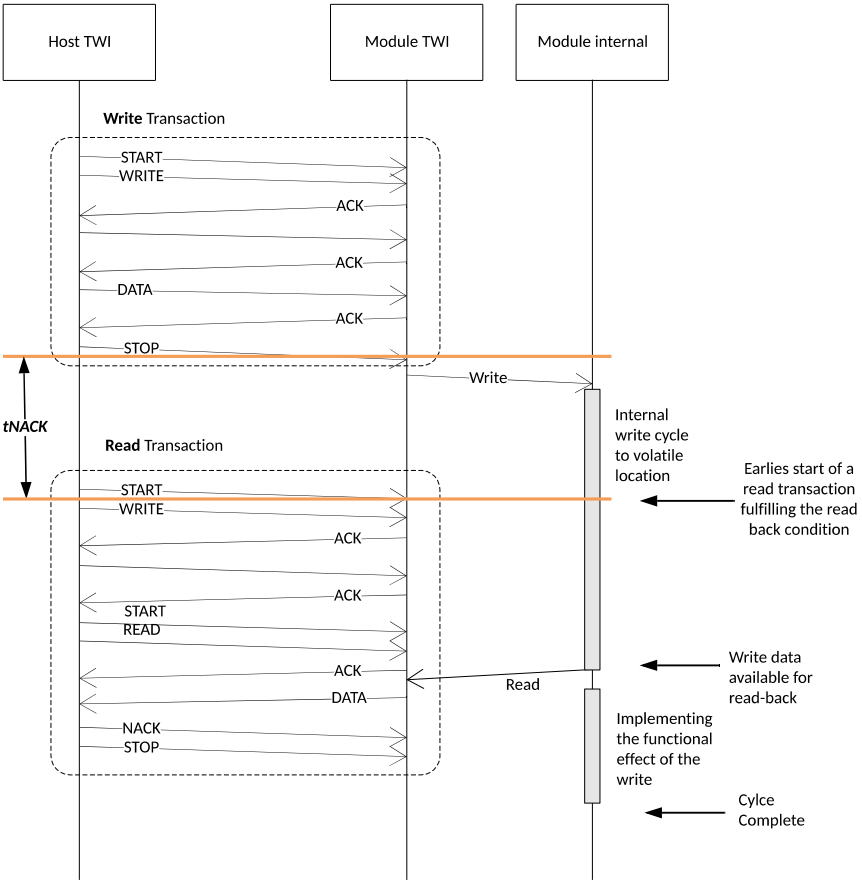 Host TWI
Module TWI
Module internal
Write Transaction
START
WRITE
ACK
ACK
DATA
ACK
STOP
Write
tNACK
Internal
write cycle
to volatile
location
Read Transaction
Earlies start of a
read transaction
fulfilling the read
back condition
START
WRITE
ACK
ACK
START
READ
ACK
Read
Write data
available for
read-back
DATA
NACK
STOP
Implementing
the functional
effect of the
write
Cylce
Complete